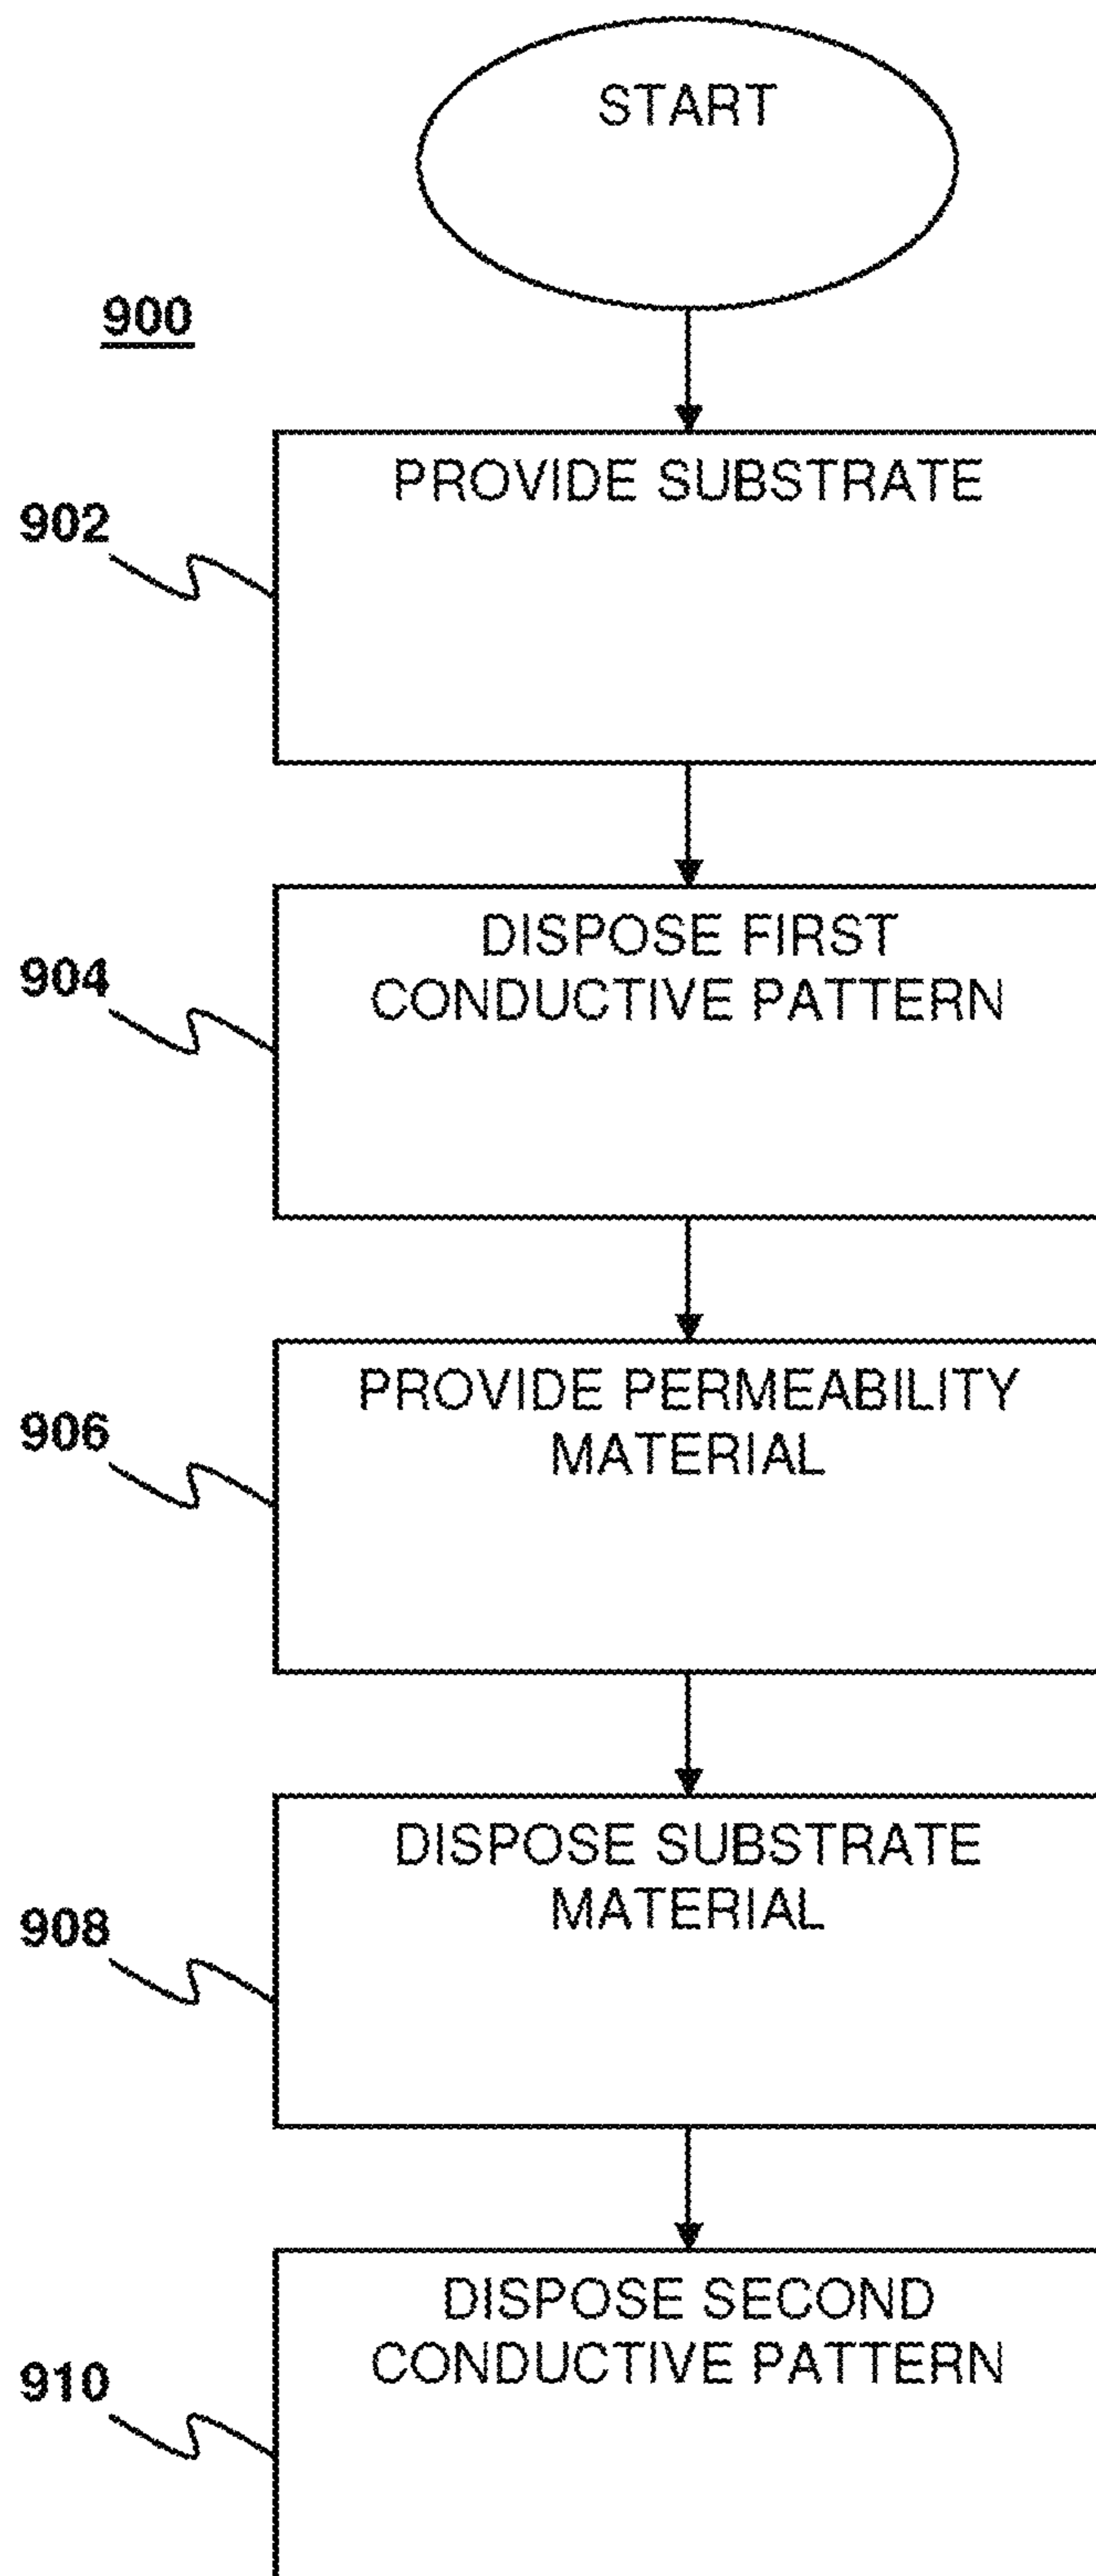 START
900
PROVIDE SUBSTRATE
902
DISPOSE FIRST
CONDUCTIVE PATTERN
904
PROVIDE PERMEABILITY
MATERIAL
906
DISPOSE SUBSTRATE
MATERIAL
908
DISPOSE SECOND
CONDUCTIVE PATTERN
910